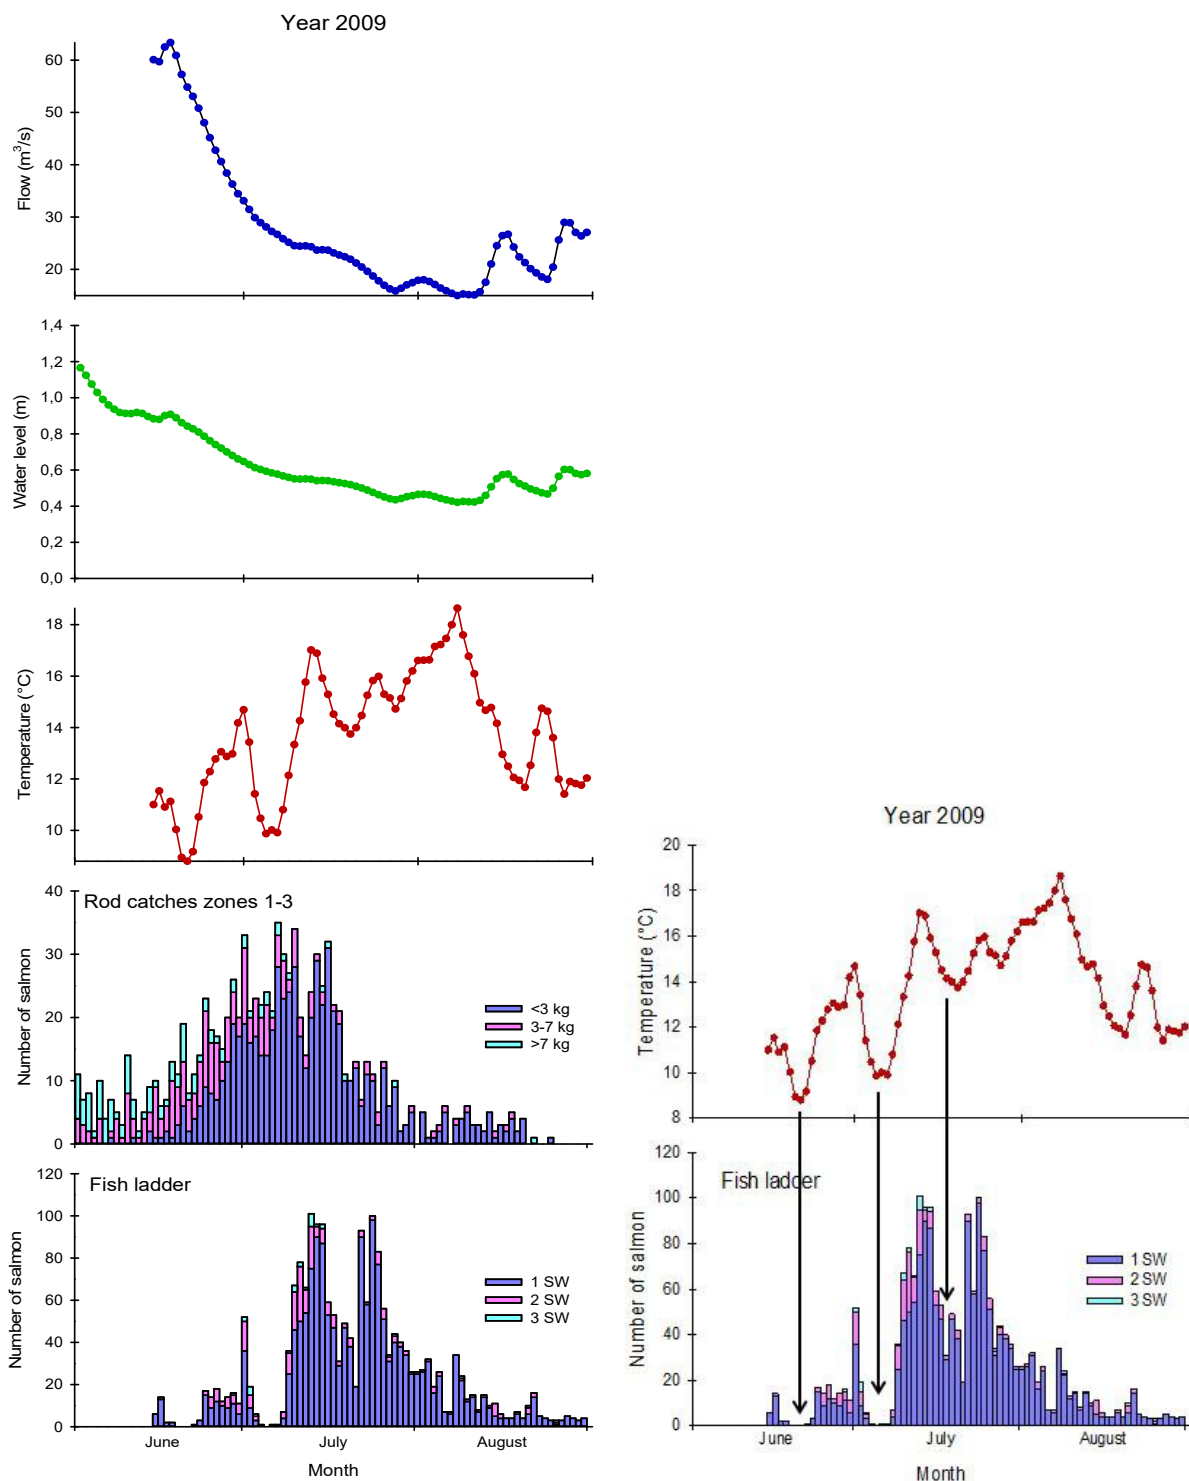 Year 2009
60
50
40
30
20
Flow (m³/s)
1,4
1,2
1,0
0,8
0,6
0,4
0,2
0,0
Water level (m)
18
16
14
12
10
Temperature (°C)
40
30
20
10
0
Number of salmon
Rod catches zones 1-3
<3 kg
3-7 kg
>7 kg
120
100
80
60
40
20
0
Number of salmon
Fish ladder
1 SW
2 SW
3 SW
June July August
Month
Year 2009
20
18
16
14
12
10
8
Temperature (°C)
120
100
80
60
40
20
0
Number of salmon
Fish ladder
1 SW
2 SW
3 SW
June July August
Month